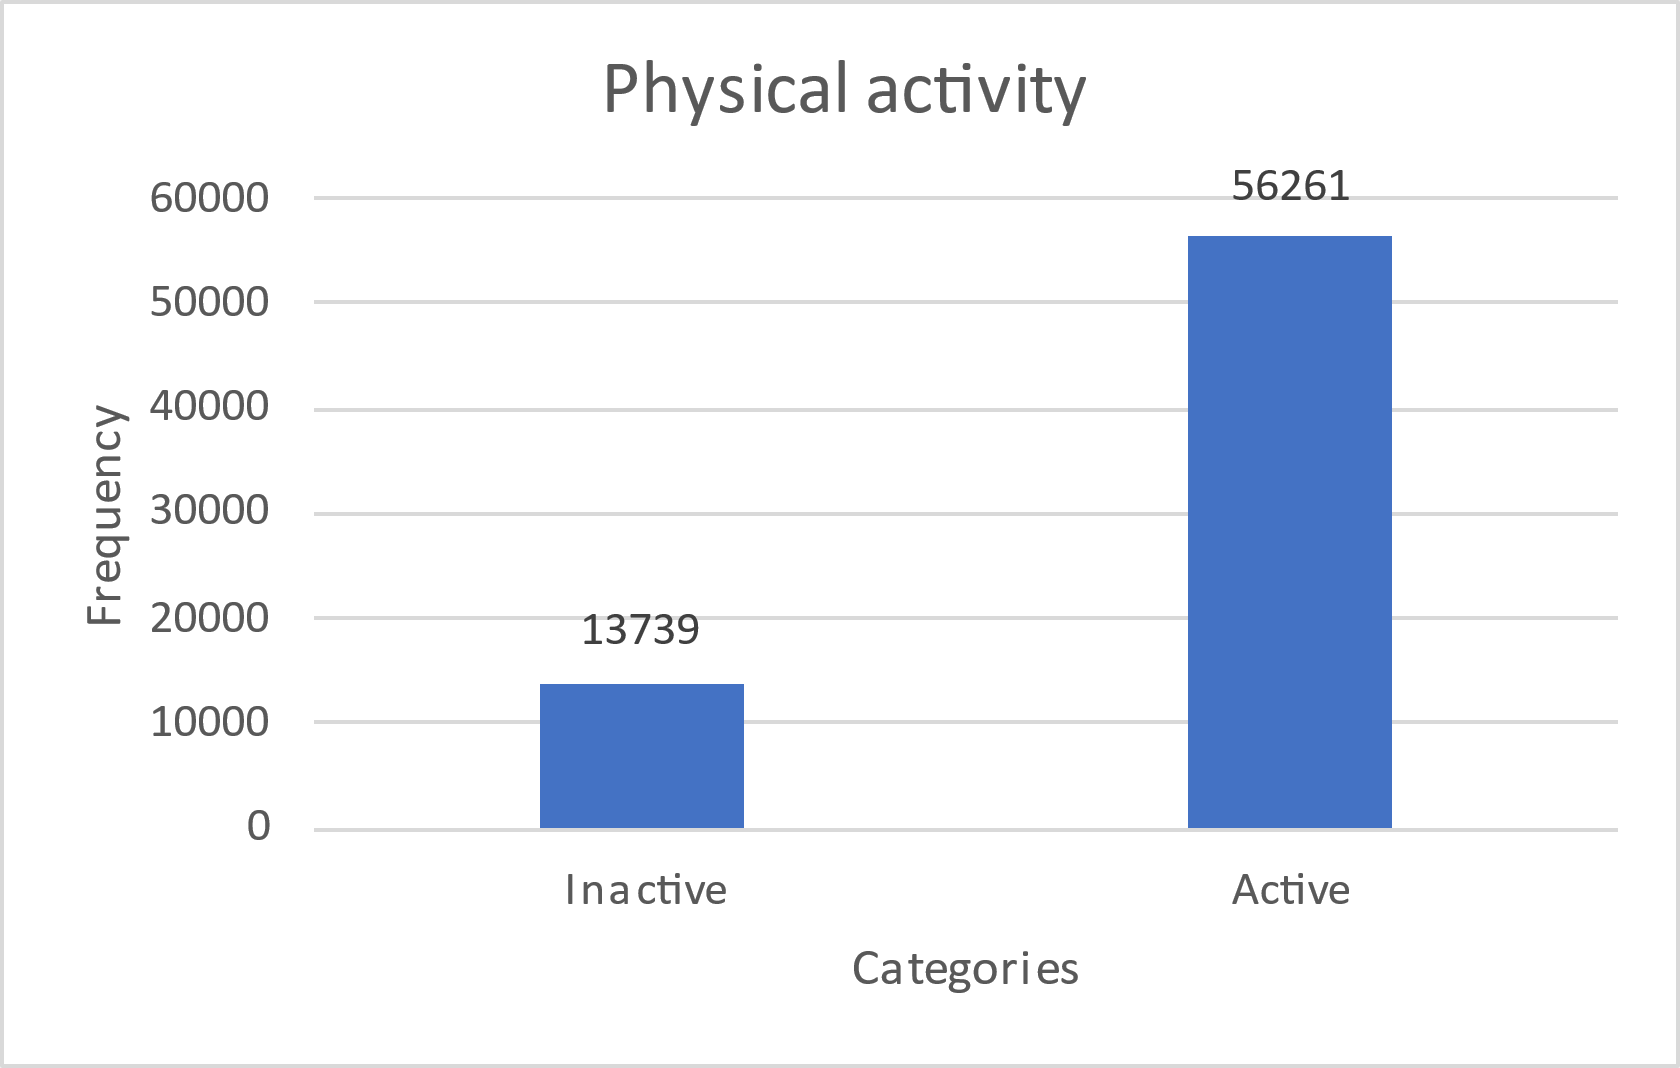 Physical activity
60000
50000
40000
30000
20000
10000
0
Frequency
13739
56261
Inactive
Active
Categories